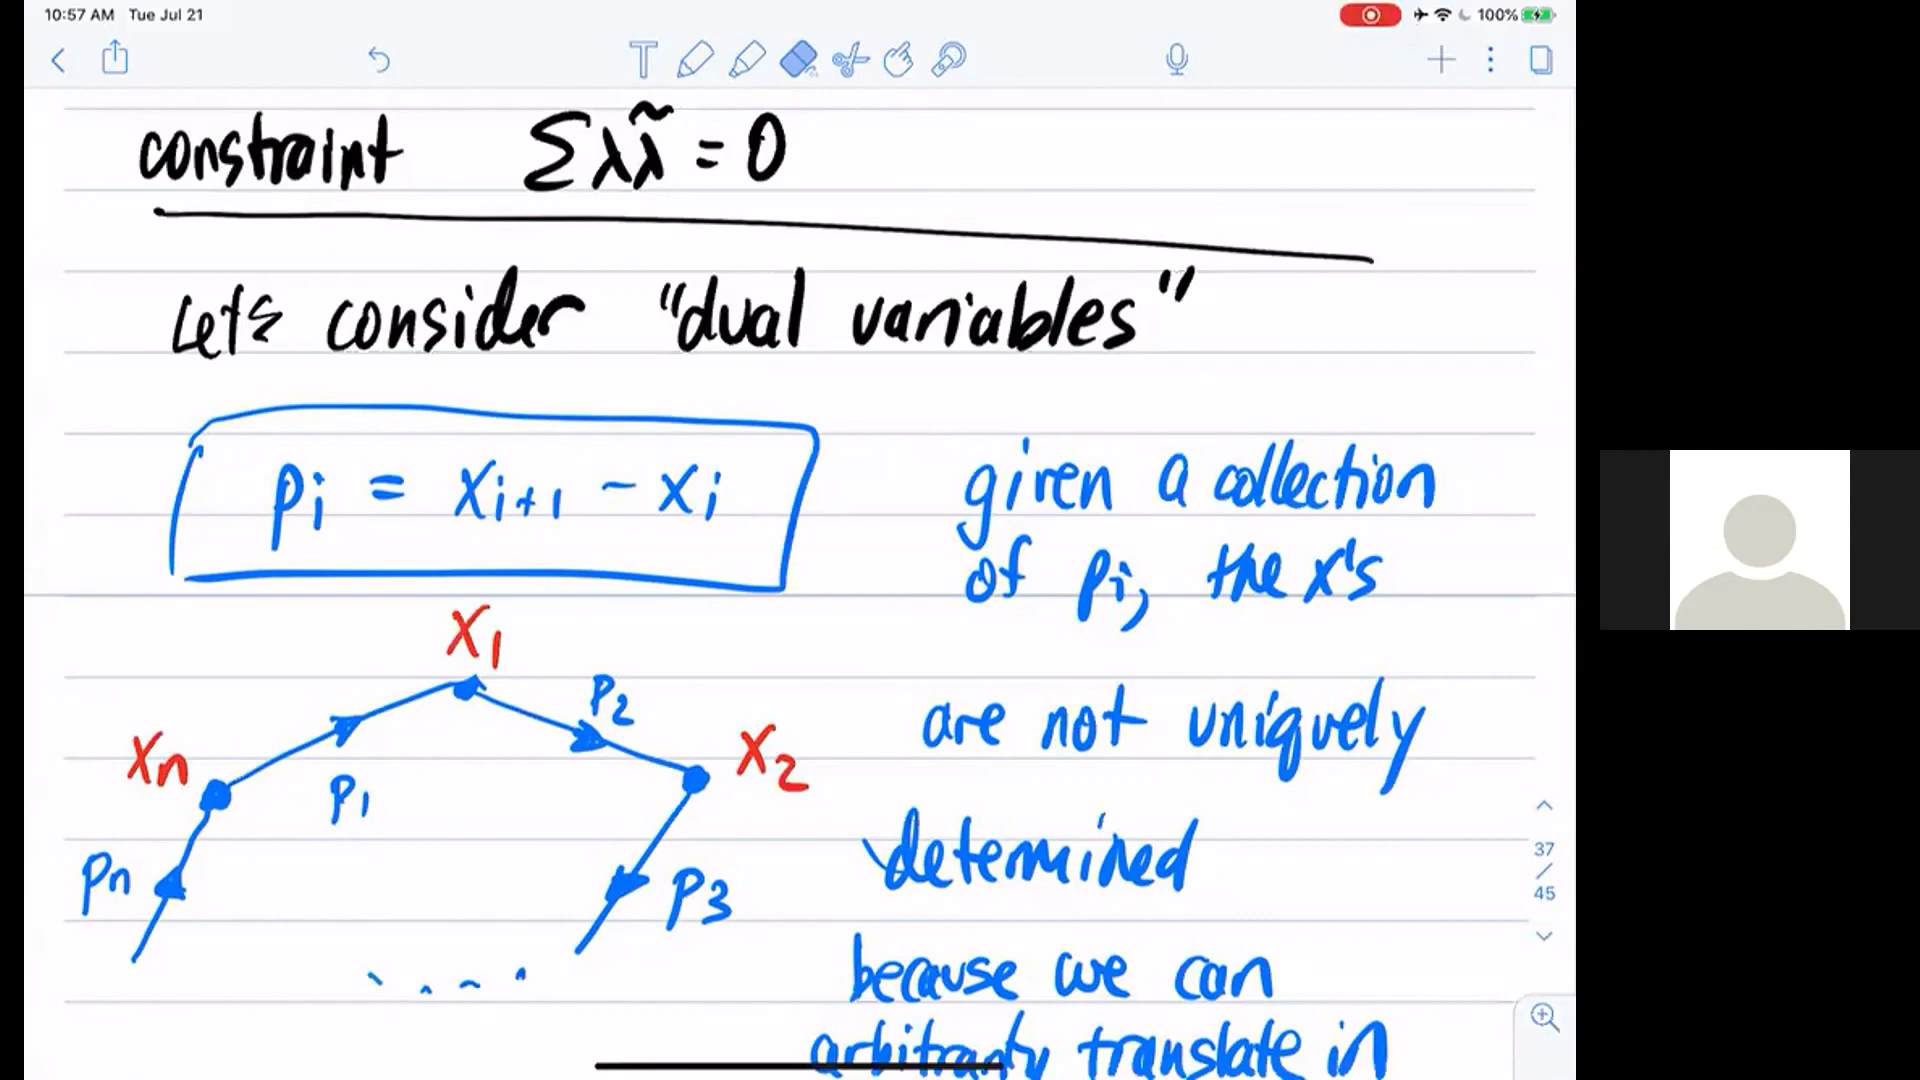 10:57 AM Tue Jul 21
100%
T
constraint Σλλ̃ = 0
Lets consider "dual variables"
pi = xi+1 - xi
given a collection
of pi, the x's
are not uniquely
determined
because we can
arbitrarily translate in
x1
p2
xn
x2
p1
pn
p3
....
37
/
45